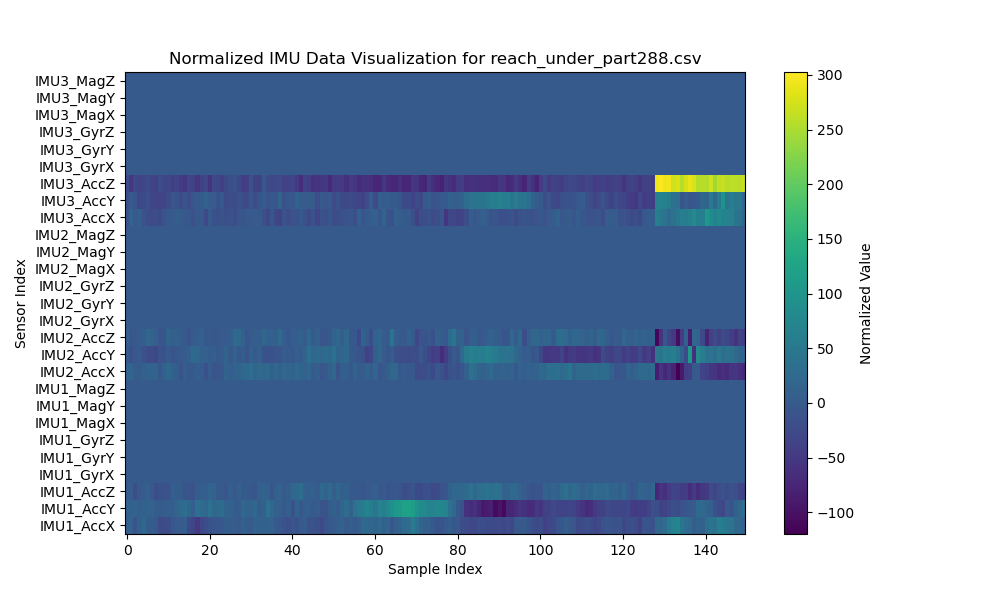 Normalized IMU Data Visualization for reach_under_part288.csv
IMU3_MagZ
IMU3_MagY
IMU3_MagX
IMU3_GyrZ
IMU3_GyrY
IMU3_GyrX
IMU3_AccZ
IMU3_AccY
IMU3_AccX
IMU2_MagZ
IMU2_MagY
IMU2_MagX
IMU2_GyrZ
IMU2_GyrY
IMU2_GyrX
IMU2_AccZ
IMU2_AccY
IMU2_AccX
IMU1_MagZ
IMU1_MagY
IMU1_MagX
IMU1_GyrZ
IMU1_GyrY
IMU1_GyrX
IMU1_AccZ
IMU1_AccY
IMU1_AccX
Sensor Index
0 20 40 60 80 100 120 140
Sample Index
300
250
200
150
100
50
0
−50
−100
Normalized Value